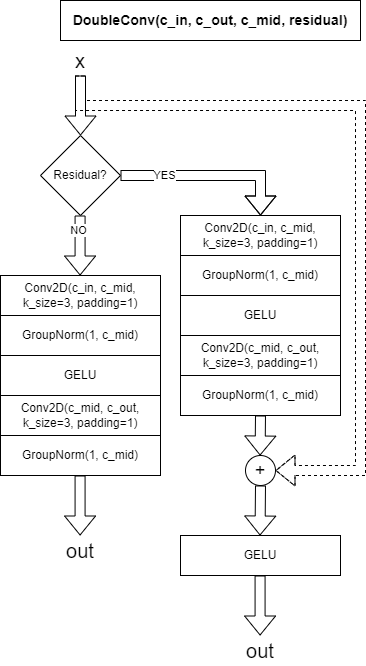 DoubleConv(c_in, c_out, c_mid, residual)
x
Residual?
YES
NO
Conv2D(c_in, c_mid,
k_size=3, padding=1)
GroupNorm(1, c_mid)
GELU
Conv2D(c_mid, c_out,
k_size=3, padding=1)
GroupNorm(1, c_mid)
out
Conv2D(c_in, c_mid,
k_size=3, padding=1)
GroupNorm(1, c_mid)
GELU
Conv2D(c_mid, c_out,
k_size=3, padding=1)
GroupNorm(1, c_mid)
+
GELU
out